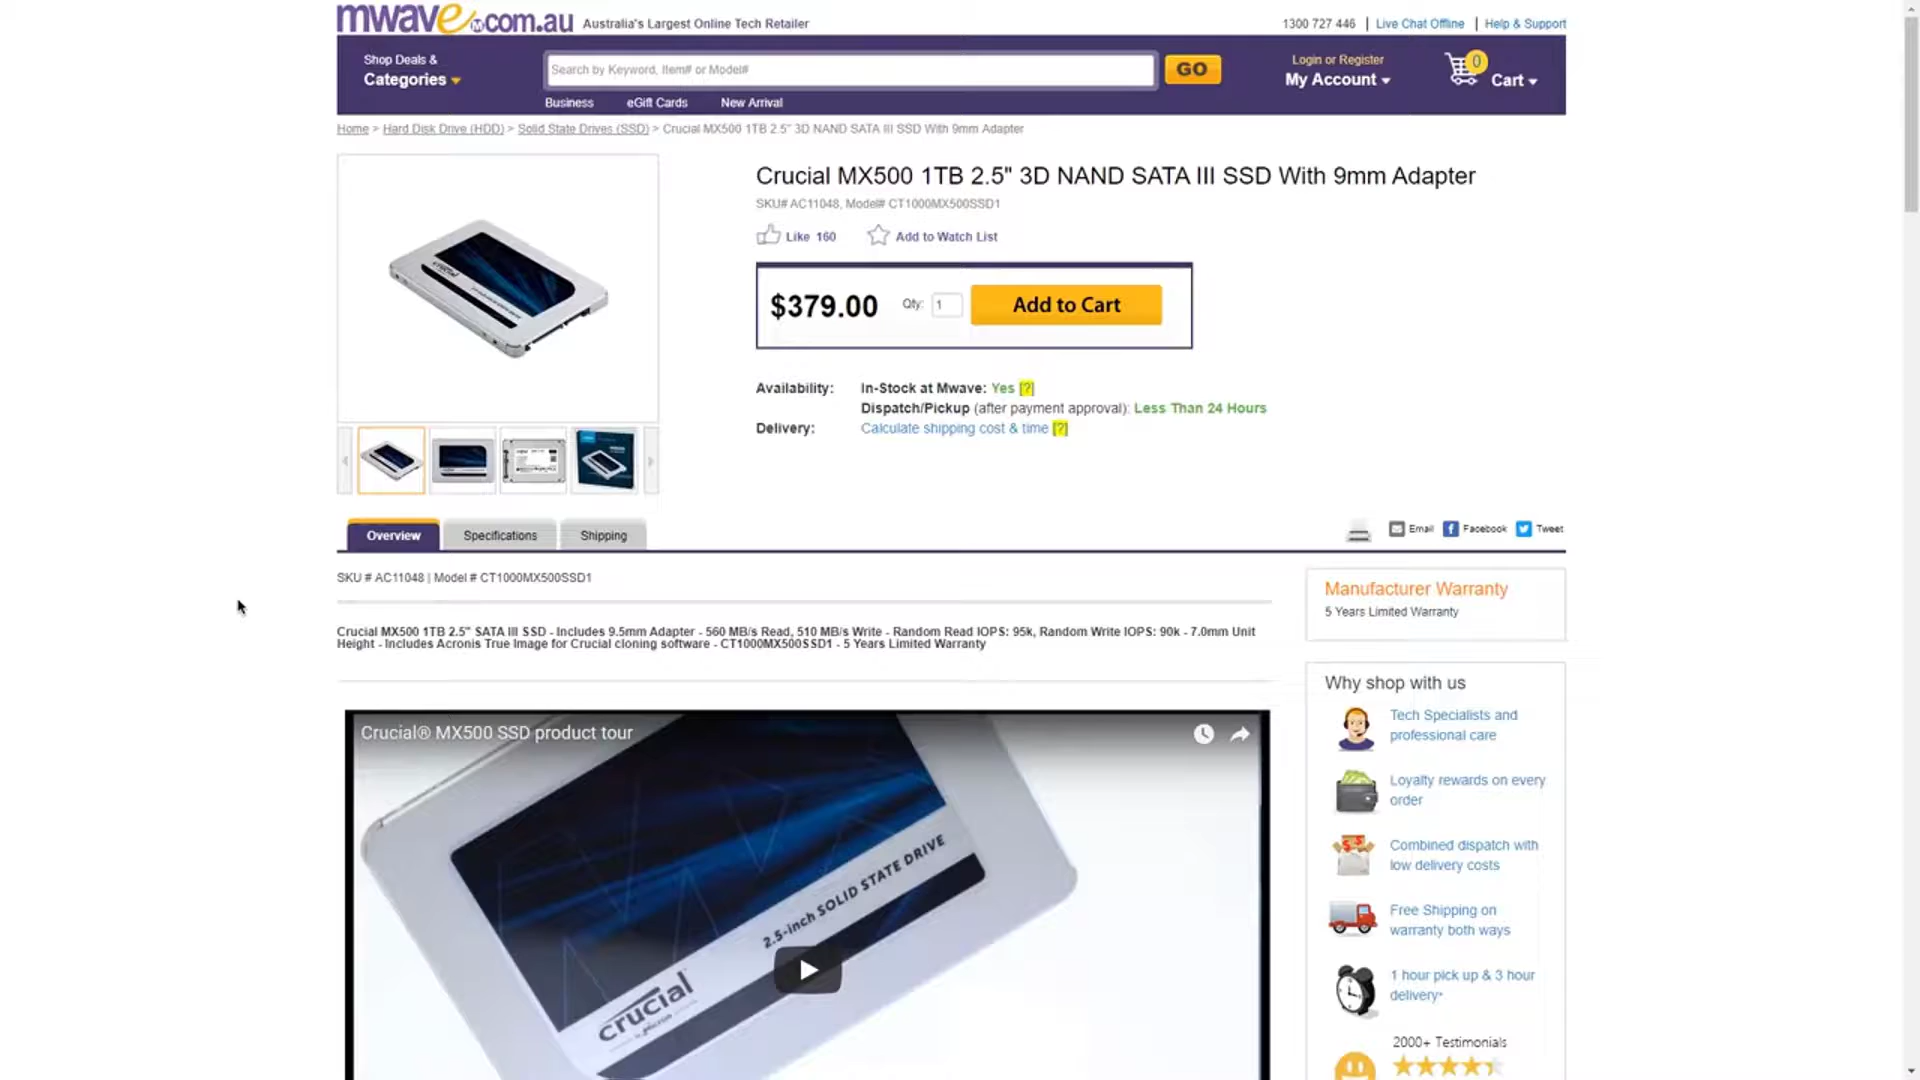 mwave.com.au Australia's Largest Online Tech Retailer
1300 727 446 | Live Chat Offline | Help & Support
Shop Deals &
Categories
Search by Keyword, Item# or Model#
GO
Login or Register
My Account
0
Cart
Business eGift Cards New Arrival
Home > Hard Disk Drive (HDD) > Solid State Drives (SSD) > Crucial MX500 1TB 2.5" 3D NAND SATA III SSD With 9mm Adapter
Crucial MX500 1TB 2.5" 3D NAND SATA III SSD With 9mm Adapter
SKU# AC11048, Model# CT1000MX500SSD1
Like 160 Add to Watch List
$379.00 Qty: 1 Add to Cart
Availability: In-Stock at Mwave: Yes [?]
Dispatch/Pickup (after payment approval): Less Than 24 Hours
Delivery: Calculate shipping cost & time [?]
crucial
Overview Specifications Shipping
Email Facebook Tweet
SKU # AC11048 | Model # CT1000MX500SSD1
Crucial MX500 1TB 2.5" SATA III SSD - Includes 9.5mm Adapter - 560 MB/s Read, 510 MB/s Write - Random Read IOPS: 95k, Random Write IOPS: 90k - 7.0mm Unit
Height - Includes Acronis True Image for Crucial cloning software - CT1000MX500SSD1 - 5 Years Limited Warranty
Crucial® MX500 SSD product tour
2.5-inch SOLID STATE DRIVE
crucial
by Micron
Manufacturer Warranty
5 Years Limited Warranty
Why shop with us
Tech Specialists and
professional care
Loyalty rewards on every
order
Combined dispatch with
low delivery costs
Free Shipping on
warranty both ways
1 hour pick up & 3 hour
delivery*
2000+ Testimonials